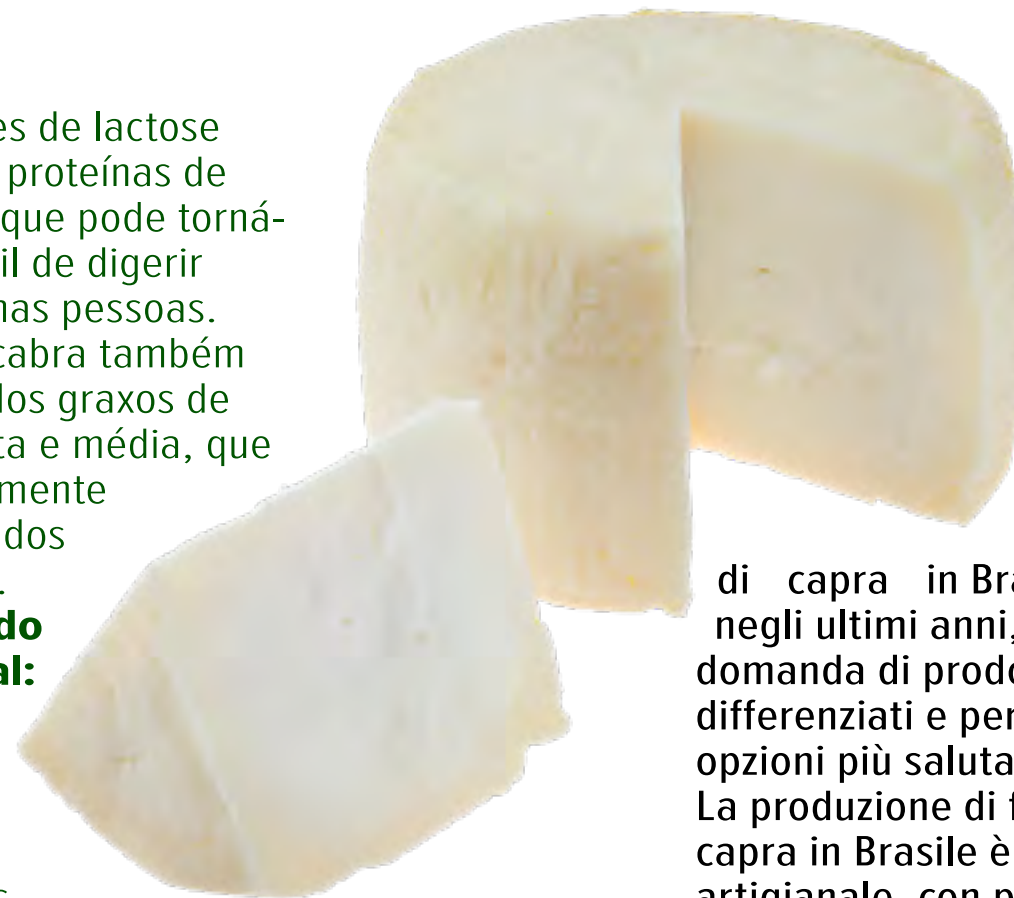 es de lactose
proteínas de
que pode torná-
il de digerir
nas pessoas.
cabra também
dos graxos de
ta e média, que
mente
dos
.
do
al:
di capra in Bra
negli ultimi anni,
domanda di prodo
differenziati e per
opzioni più saluta
La produzione di f
capra in Brasile è
artigianale, con p